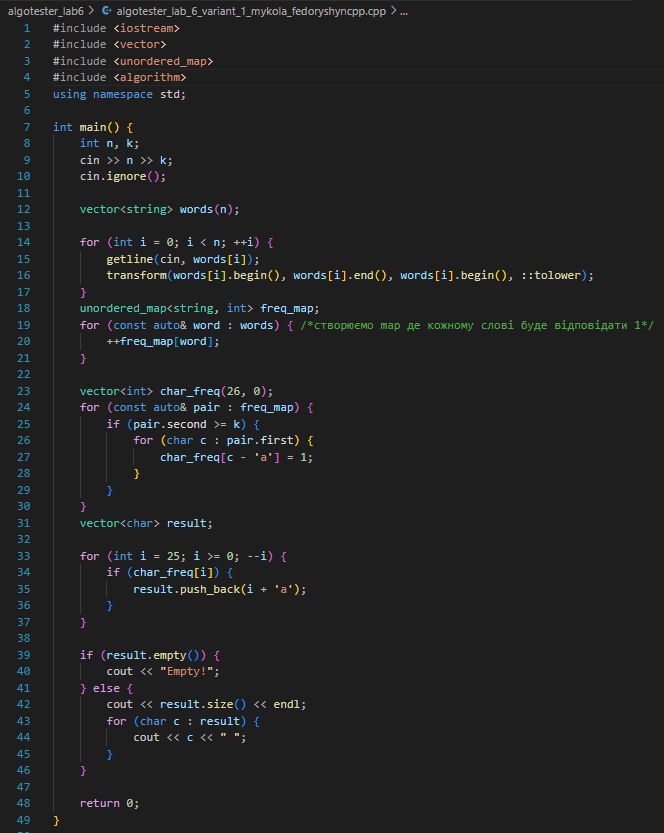 algotester_lab6 > algotester_lab_6_variant_1_mykola_fedoryshyncpp.cpp > ...
1 #include <iostream>
2 #include <vector>
3 #include <unordered_map>
4 #include <algorithm>
5 using namespace std;
6
7 int main() {
8     int n, k;
9     cin >> n >> k;
10     cin.ignore();
11
12     vector<string> words(n);
13
14     for (int i = 0; i < n; ++i) {
15         getline(cin, words[i]);
16         transform(words[i].begin(), words[i].end(), words[i].begin(), ::tolower);
17     }
18     unordered_map<string, int> freq_map;
19     for (const auto& word : words) { /*створюємо map де кожному слові буде відповідати 1*/
20         ++freq_map[word];
21     }
22
23     vector<int> char_freq(26, 0);
24     for (const auto& pair : freq_map) {
25         if (pair.second >= k) {
26             for (char c : pair.first) {
27                 char_freq[c - 'a'] = 1;
28             }
29         }
30     }
31     vector<char> result;
32
33     for (int i = 25; i >= 0; --i) {
34         if (char_freq[i]) {
35             result.push_back(i + 'a');
36         }
37     }
38
39     if (result.empty()) {
40         cout << "Empty!";
41     } else {
42         cout << result.size() << endl;
43         for (char c : result) {
44             cout << c << " ";
45         }
46     }
47
48     return 0;
49 }